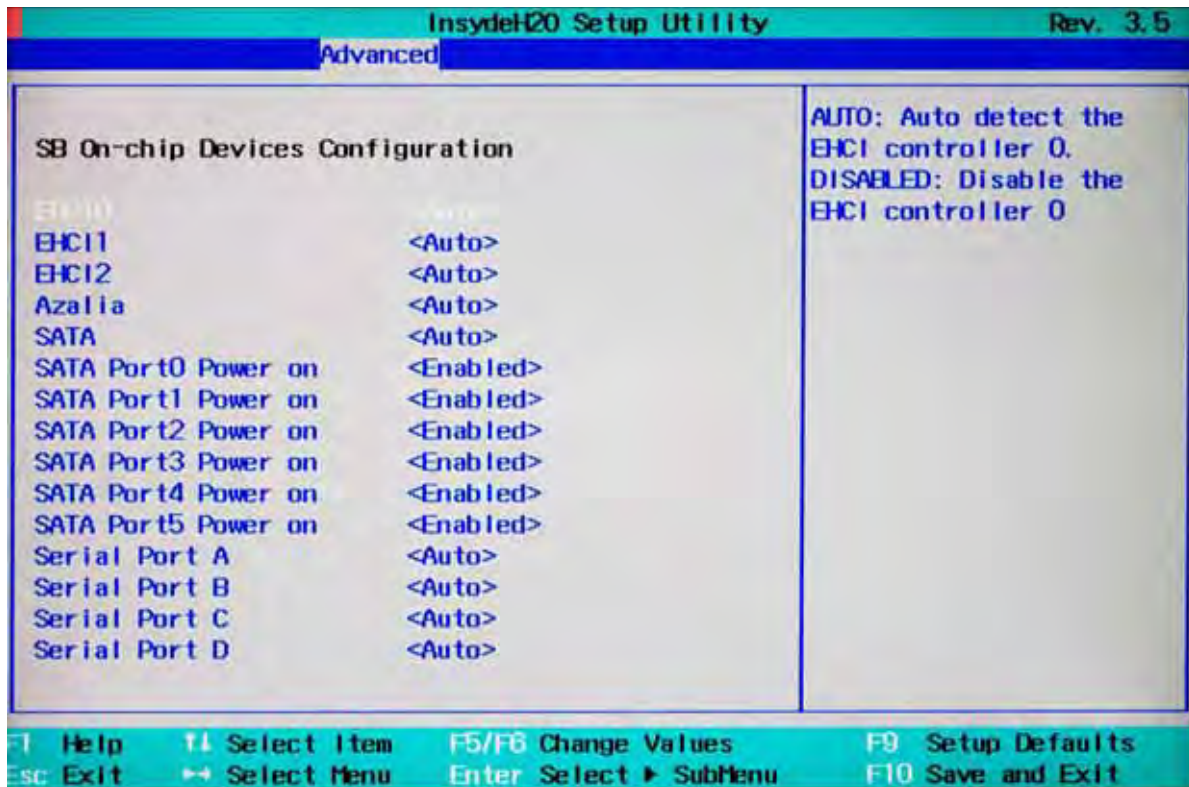 InsydeH2O Setup Utility Rev. 3.5
Advanced
SB On-chip Devices Configuration
EHCI0
EHCI1 <Auto>
EHCI2 <Auto>
Azalia <Auto>
SATA <Auto>
SATA Port0 Power on <Enabled>
SATA Port1 Power on <Enabled>
SATA Port2 Power on <Enabled>
SATA Port3 Power on <Enabled>
SATA Port4 Power on <Enabled>
SATA Port5 Power on <Enabled>
Serial Port A <Auto>
Serial Port B <Auto>
Serial Port C <Auto>
Serial Port D <Auto>
AUTO: Auto detect the
EHCI controller 0.
DISABLED: Disable the
EHCI controller 0
F1 Help ↑↓ Select Item F5/F6 Change Values F9 Setup Defaults
Esc Exit ↔ Select Menu Enter Select ▶ SubMenu F10 Save and Exit